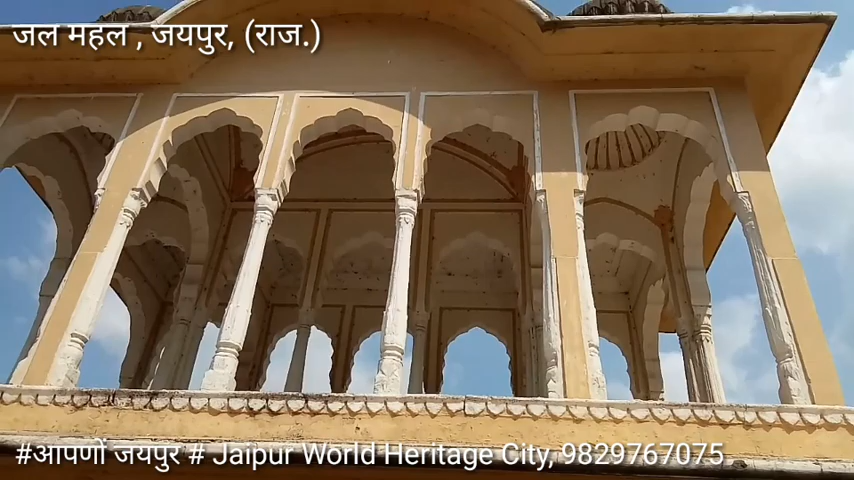 जल महल , जयपुर, (राज.)
#आपणों जयपुर # Jaipur World Heritage City, 9829767075